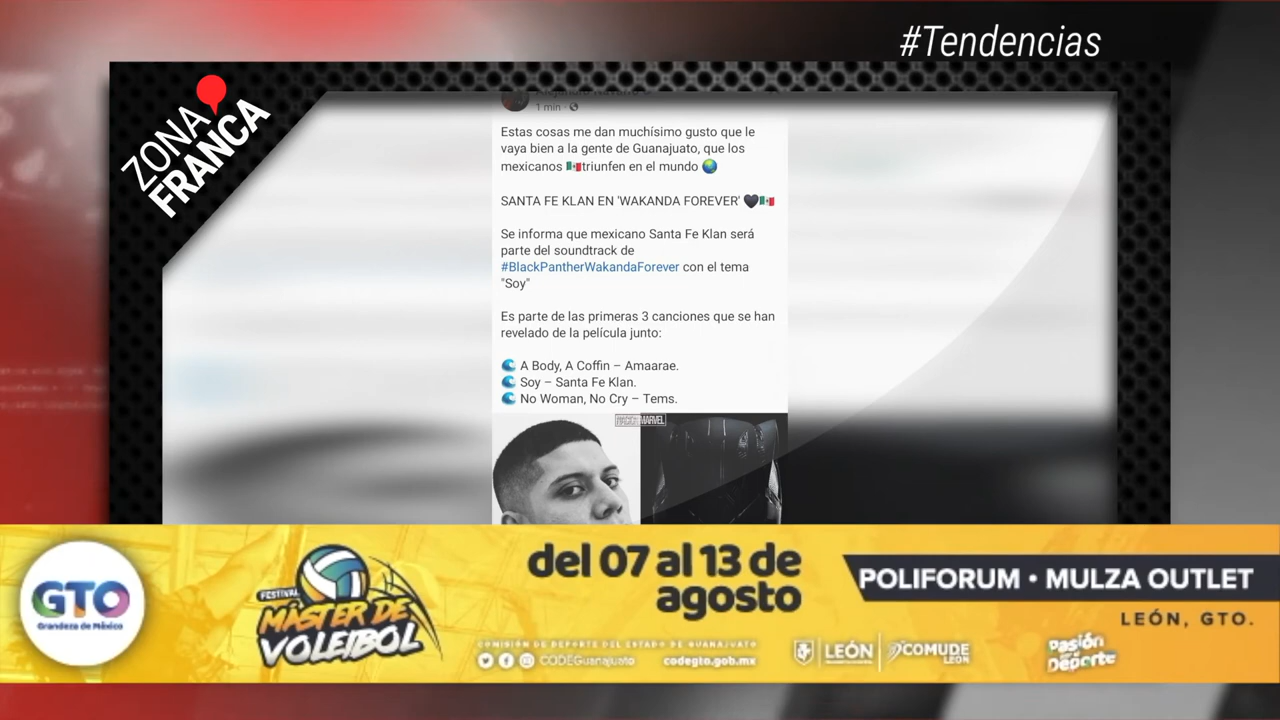 #Tendencias
ZONA
FRANCA
1 min ·
Estas cosas me dan muchísimo gusto que le
vaya bien a la gente de Guanajuato, que los
mexicanos 🇲🇽triunfen en el mundo 🌏
SANTA FE KLAN EN 'WAKANDA FOREVER' 🖤🇲🇽
Se informa que mexicano Santa Fe Klan será
parte del soundtrack de
#BlackPantherWakandaForever con el tema
"Soy"
Es parte de las primeras 3 canciones que se han
revelado de la película junto:
🌊 A Body, A Coffin – Amaarae.
🌊 Soy – Santa Fe Klan.
🌊 No Woman, No Cry – Tems.
MARVEL
GTO
Grandeza de México
FESTIVAL
MÁSTER DE
VOLEIBOL
del 07 al 13 de
agosto
COMISIÓN DE DEPORTE DEL ESTADO DE GUANAJUATO
CODEGuanajuato codegto.gob.mx
LEÓN
COMUDE
LEÓN
POLIFORUM • MULZA OUTLET
LEÓN, GTO.
Pasión
Deporte